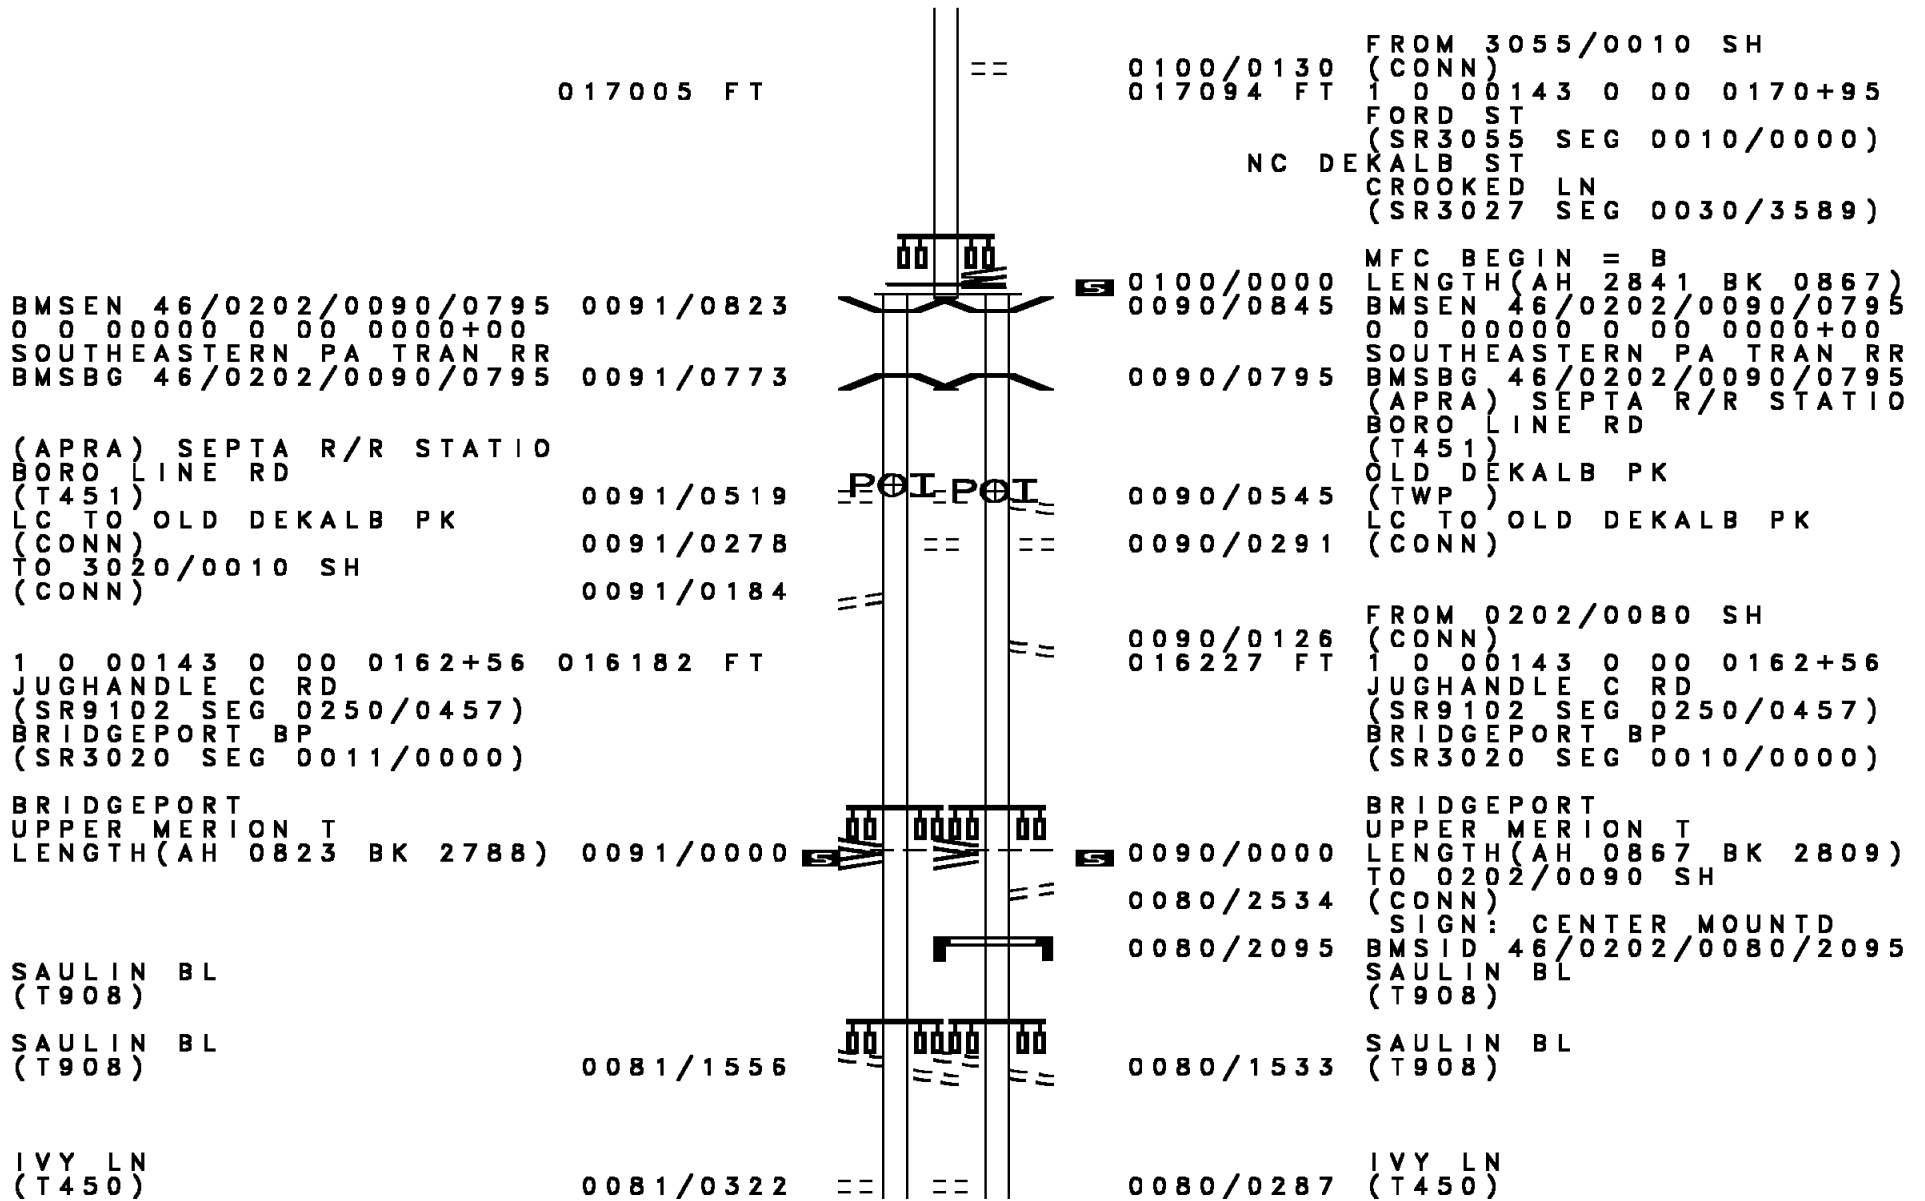 FROM 3055/0010 SH
0100/0130 (CONN)
017005 FT 017094 FT 1 0 00143 0 00 0170+95
FORD ST
(SR3055 SEG 0010/0000)
NC DEKALB ST
CROOKED LN
(SR3027 SEG 0030/3589)
MFC BEGIN = B
S 0100/0000 LENGTH(AH 2841 BK 0867)
BMSEN 46/0202/0090/0795 0091/0823 0090/0845 BMSEN 46/0202/0090/0795
0 0 00000 0 00 0000+00 0 0 00000 0 00 0000+00
SOUTHEASTERN PA TRAN RR SOUTHEASTERN PA TRAN RR
BMSBG 46/0202/0090/0795 0091/0773 0090/0795 BMSBG 46/0202/0090/0795
(APRA) SEPTA R/R STATIO
BORO LINE RD
(APRA) SEPTA R/R STATIO (T451)
BORO LINE RD OLD DEKALB PK
(T451) 0091/0519 POI POI 0090/0545 (TWP )
LC TO OLD DEKALB PK LC TO OLD DEKALB PK
(CONN) 0091/0278 0090/0291 (CONN)
TO 3020/0010 SH
(CONN) 0091/0184
FROM 0202/0080 SH
0090/0126 (CONN)
1 0 00143 0 00 0162+56 016182 FT 016227 FT 1 0 00143 0 00 0162+56
JUGHANDLE C RD JUGHANDLE C RD
(SR9102 SEG 0250/0457) (SR9102 SEG 0250/0457)
BRIDGEPORT BP BRIDGEPORT BP
(SR3020 SEG 0011/0000) (SR3020 SEG 0010/0000)
BRIDGEPORT BRIDGEPORT
UPPER MERION T UPPER MERION T
LENGTH(AH 0823 BK 2788) 0091/0000 S S 0090/0000 LENGTH(AH 0867 BK 2809)
TO 0202/0090 SH
0080/2534 (CONN)
SIGN: CENTER MOUNTD
0080/2095 BMSID 46/0202/0080/2095
SAULIN BL SAULIN BL
(T908) (T908)
SAULIN BL SAULIN BL
(T908) 0081/1556 0080/1533 (T908)
IVY LN IVY LN
(T450) 0081/0322 0080/0287 (T450)